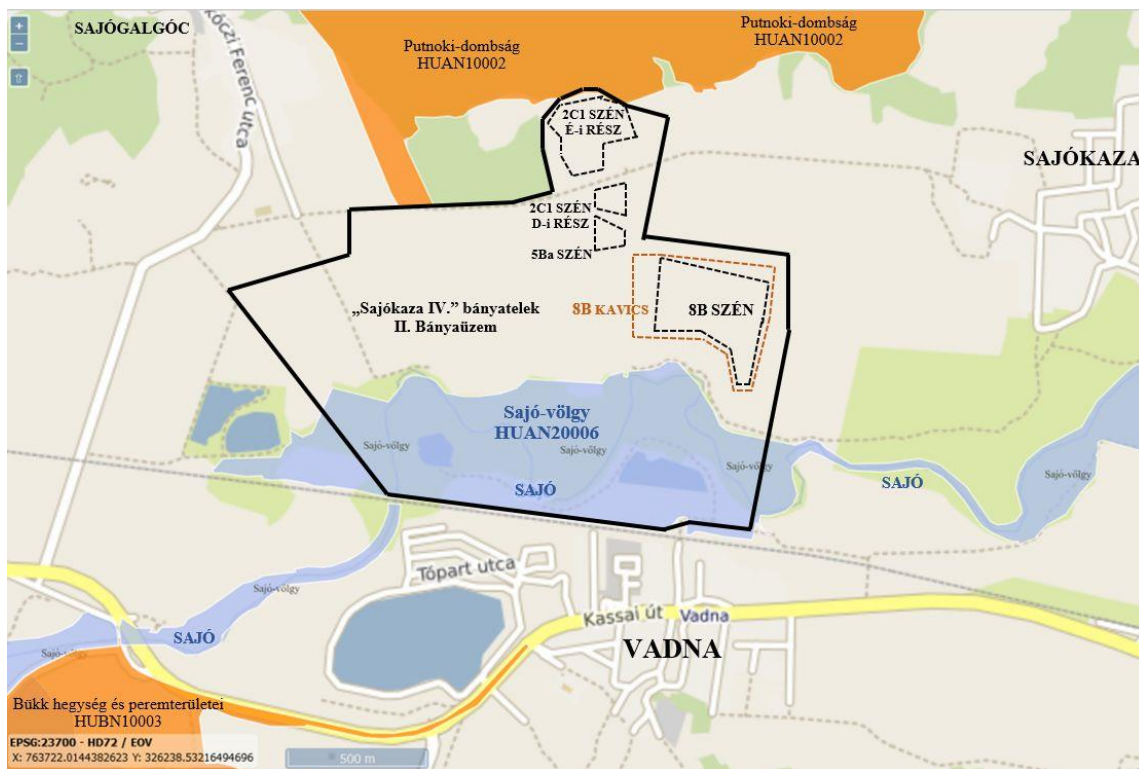 +
−
SAJÓGALGÓC
kóczi Ferenc utca
Putnoki-dombság
HUAN10002
Putnoki-dombság
HUAN10002
2C1 SZÉN
É-i RÉSZ
SAJÓKAZA
2C1 SZÉN
D-i RÉSZ
5Ba SZÉN
„Sajókaza IV.” bányatelek
II. Bányaüzem
8B KAVICS
8B SZÉN
Sajó-völgy
HUAN20006
Sajó-völgy
Sajó-völgy
Sajó-völgy
Sajó-völgy
SAJÓ
SAJÓ
Tópart utca
Sajó-völgy
Kassai út
Vadna
SAJÓ
VADNA
Sajó-völgy
Bükk hegység és peremterületei
HUBN10003
EPSG:23700 - HD72 / EOV
X: 763722.0144382623 Y: 326238.53216494696
500 m